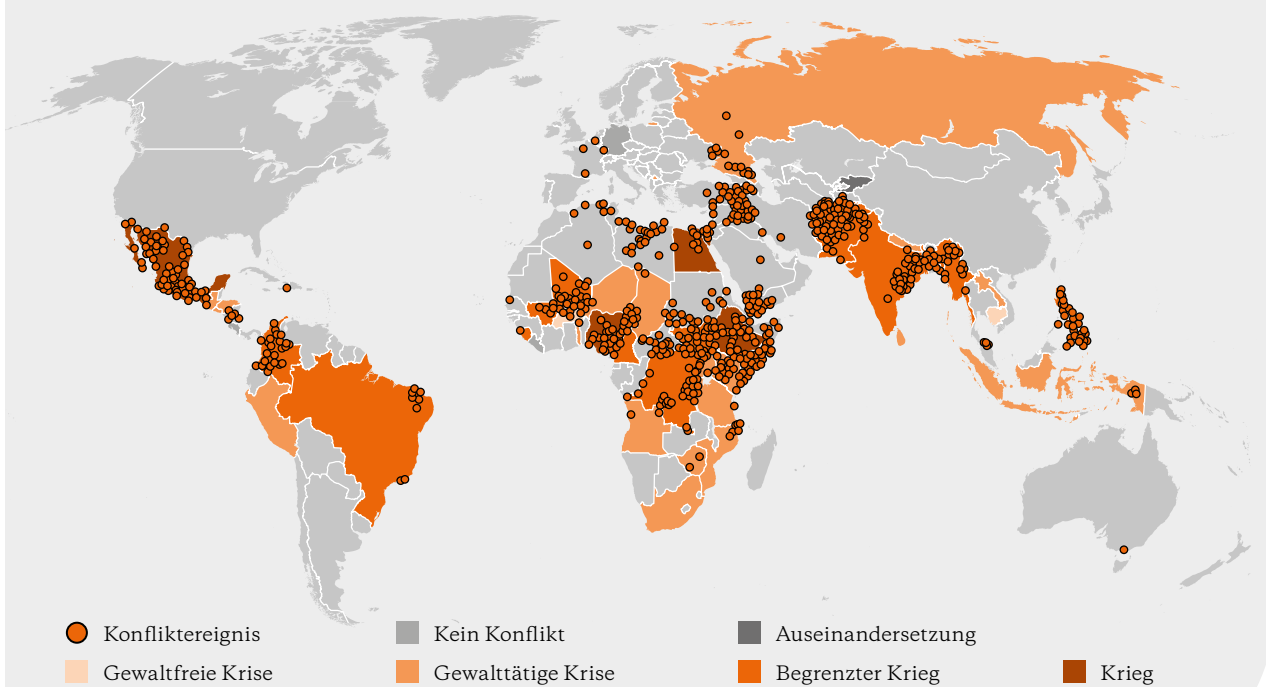 Konfliktereignis
Kein Konflikt
Auseinandersetzung
Gewaltfreie Krise
Gewalttätige Krise
Begrenzter Krieg
Krieg